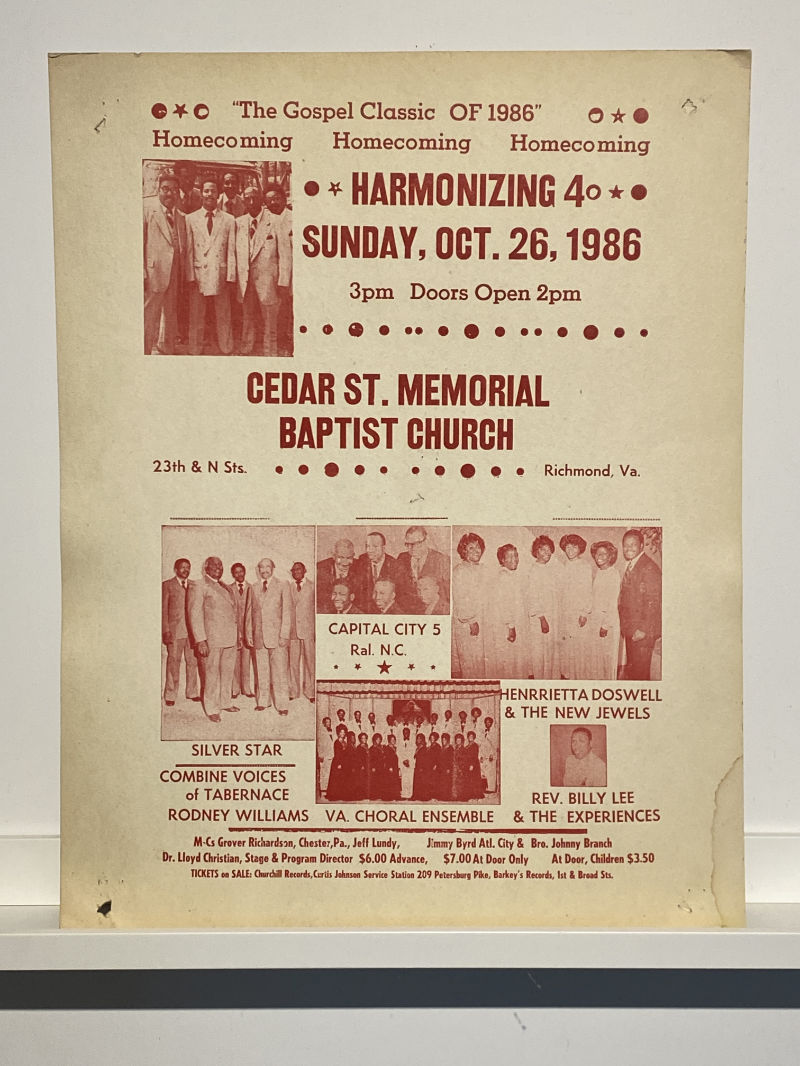 "The Gospel Classic OF 1986"
Homecoming Homecoming Homecoming
HARMONIZING 4
SUNDAY, OCT. 26, 1986
3pm Doors Open 2pm
CEDAR ST. MEMORIAL
BAPTIST CHURCH
23th & N Sts. Richmond, Va.
CAPITAL CITY 5
Ral. N.C.
HENRRIETTA DOSWELL
& THE NEW JEWELS
SILVER STAR
COMBINE VOICES
of TABERNACE
RODNEY WILLIAMS
VA. CHORAL ENSEMBLE
REV. BILLY LEE
& THE EXPERIENCES
M-Cs Grover Richardson, Chester,Pa., Jeff Lundy, Jimmy Byrd Atl. City & Bro. Johnny Branch
Dr. Lloyd Christian, Stage & Program Director $6.00 Advance, $7.00 At Door Only At Door, Children $3.50
TICKETS on SALE: Churchill Records, Curtis Johnson Service Station 209 Petersburg Pike, Barkey's Records, 1st & Broad Sts.